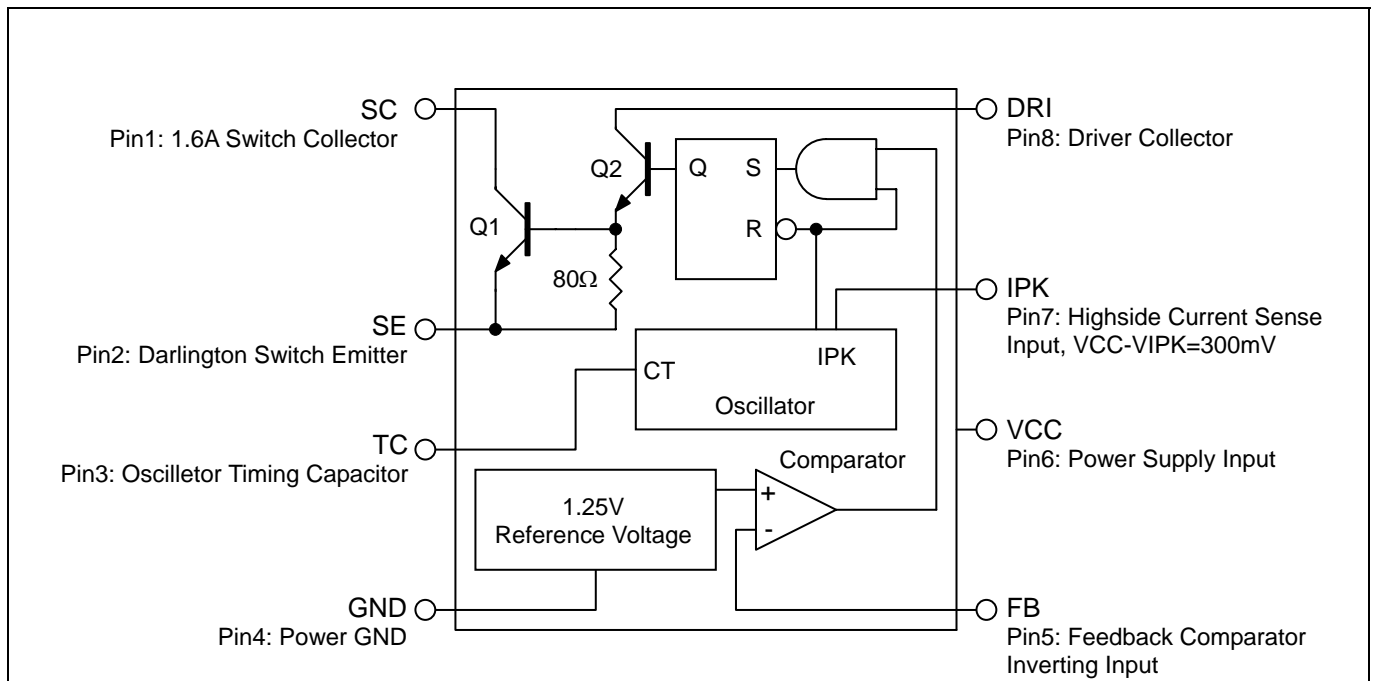 SC
Pin1: 1.6A Switch Collector
DRI
Pin8: Driver Collector
Q2
Q
S
R
Q1
80Ω
SE
Pin2: Darlington Switch Emitter
IPK
Pin7: Highside Current Sense
Input, VCC-VIPK=300mV
CT
IPK
Oscillator
TC
Pin3: Oscilletor Timing Capacitor
VCC
Pin6: Power Supply Input
Comparator
1.25V
Reference Voltage
+
-
GND
Pin4: Power GND
FB
Pin5: Feedback Comparator
Inverting Input